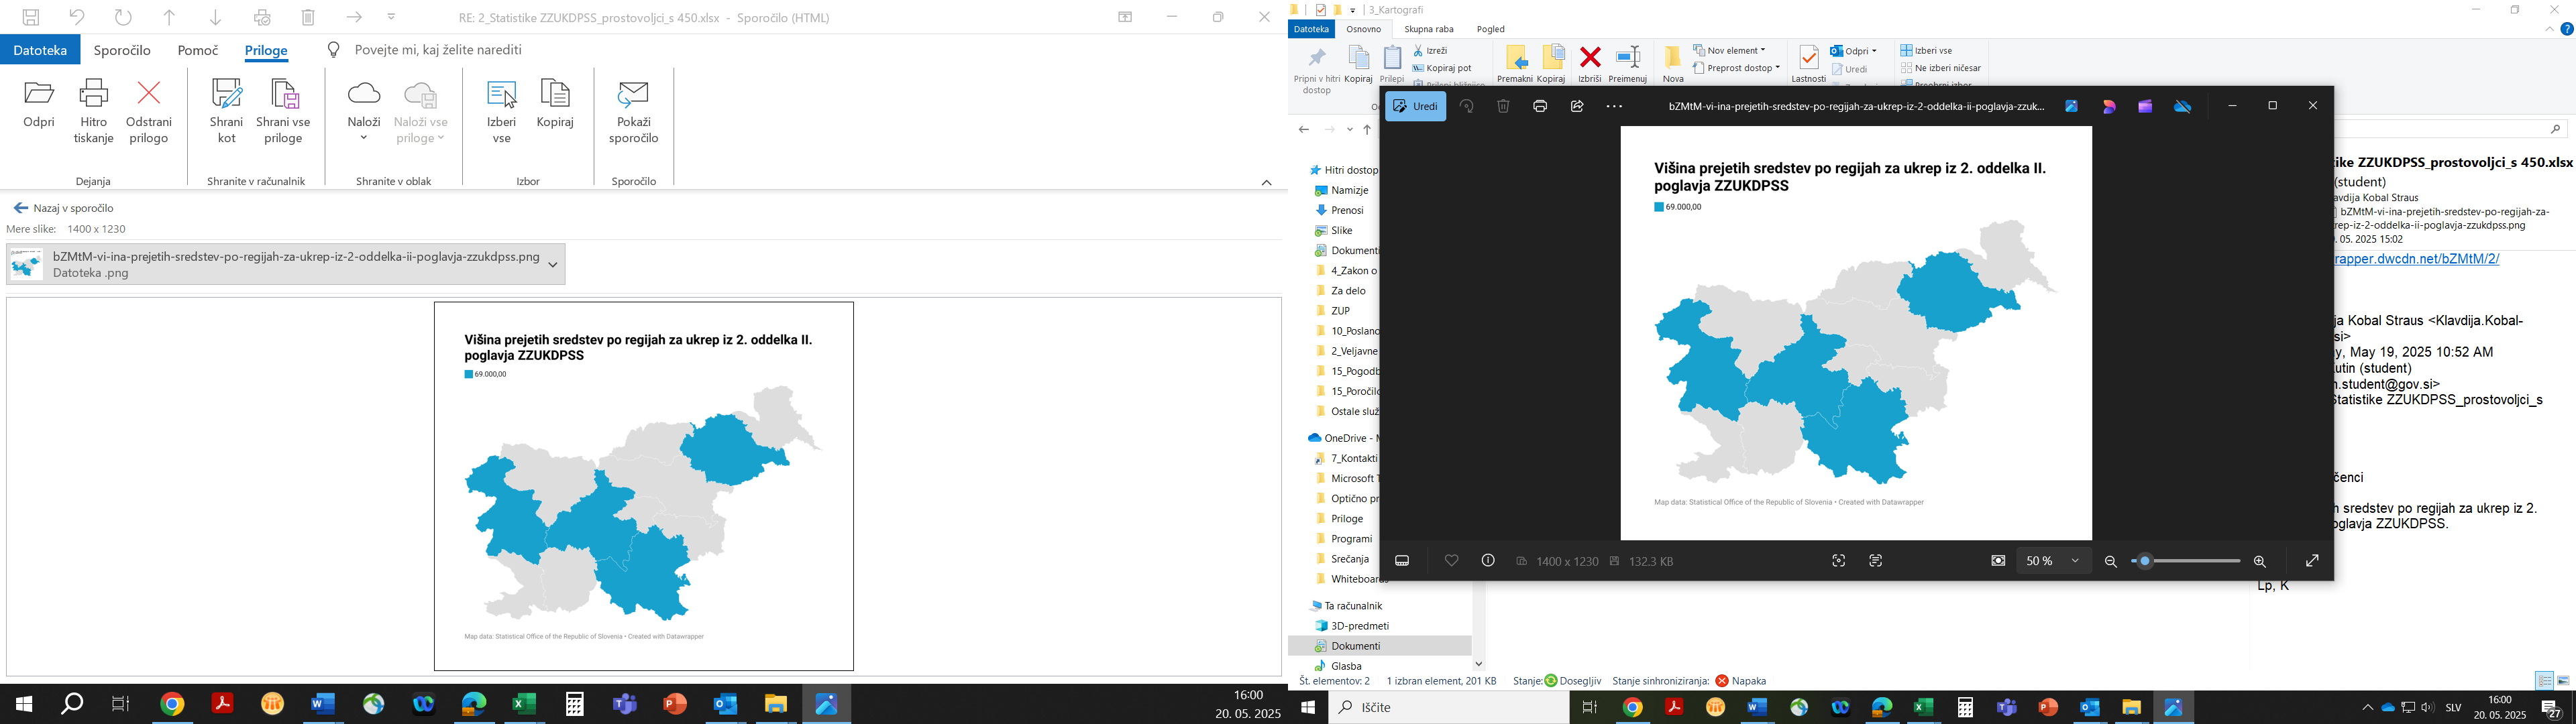 RE: 2_Statistike ZZUKDPSS_prostovoljci_s 450.xlsx - Sporočilo (HTML)
Datoteka Sporočilo Pomoč Priloge Povejte mi, kaj želite narediti
Odpri Hitro tiskanje Odstrani prilogo Shrani kot Shrani vse priloge Naloži Naloži vse priloge Izberi vse Kopiraj Pokaži sporočilo
Dejanja Shranite v računalnik Shranite v oblak Izbor Sporočilo
Nazaj v sporočilo
Mere slike: 1400 x 1230
bZMtM-vi-ina-prejetih-sredstev-po-regijah-za-ukrep-iz-2-oddelka-ii-poglavja-zzukdpss.png
Datoteka .png
Višina prejetih sredstev po regijah za ukrep iz 2. oddelka II.
poglavja ZZUKDPSS
69.000,00
Map data: Statistical Office of the Republic of Slovenia • Created with Datawrapper
16:00
20. 05. 2025
3_Kartografi
Datoteka Osnovno Skupna raba Pogled
Pripni v hitri dostop Kopiraj Prilepi
Izreži
Kopiraj pot
Premakni Kopiraj Izbriši Preimenuj Nova
Nov element
Preprost dostop
Lastnosti
Odpri
Uredi
Izberi vse
Ne izberi ničesar
Uredi
bZMtM-vi-ina-prejetih-sredstev-po-regijah-za-ukrep-iz-2-oddelka-ii-poglavja-zzuk...
Višina prejetih sredstev po regijah za ukrep iz 2. oddelka II.
poglavja ZZUKDPSS
69.000,00
Map data: Statistical Office of the Republic of Slovenia • Created with Datawrapper
1400 x 1230 132.3 KB
50 %
Hitri dostop
Namizje
Prenosi
Slike
Dokumenti
4_Zakon o
Za delo
ZUP
10_Poslano
2_Veljavne
15_Pogodb
15_Poročilo
Ostale služ
OneDrive - M
7_Kontakti
Microsoft T
Optično pr
Priloge
Programi
Srečanja
Whiteboards
Ta računalnik
3D-predmeti
Dokumenti
Glasba
ike ZZUKDPSS_prostovoljci_s 450.xlsx
(student)
avdija Kobal Straus
bZMtM-vi-ina-prejetih-sredstev-po-regijah-za-
rep-iz-2-oddelka-ii-poglavja-zzukdpss.png
. 05. 2025 15:02
rapper.dwcdn.net/bZMtM/2/
ja Kobal Straus <Klavdija.Kobal-
si>
y, May 19, 2025 10:52 AM
utin (student)
n.student@gov.si>
Statistike ZZUKDPSS_prostovoljci_s
čenci
h sredstev po regijah za ukrep iz 2.
oglavja ZZUKDPSS.
Lp, K
Št. elementov: 2 1 izbran element, 201 KB Stanje: Dosegljiv Stanje sinhroniziranja: Napaka
Iščite
SLV
16:00
20. 05. 2025
27